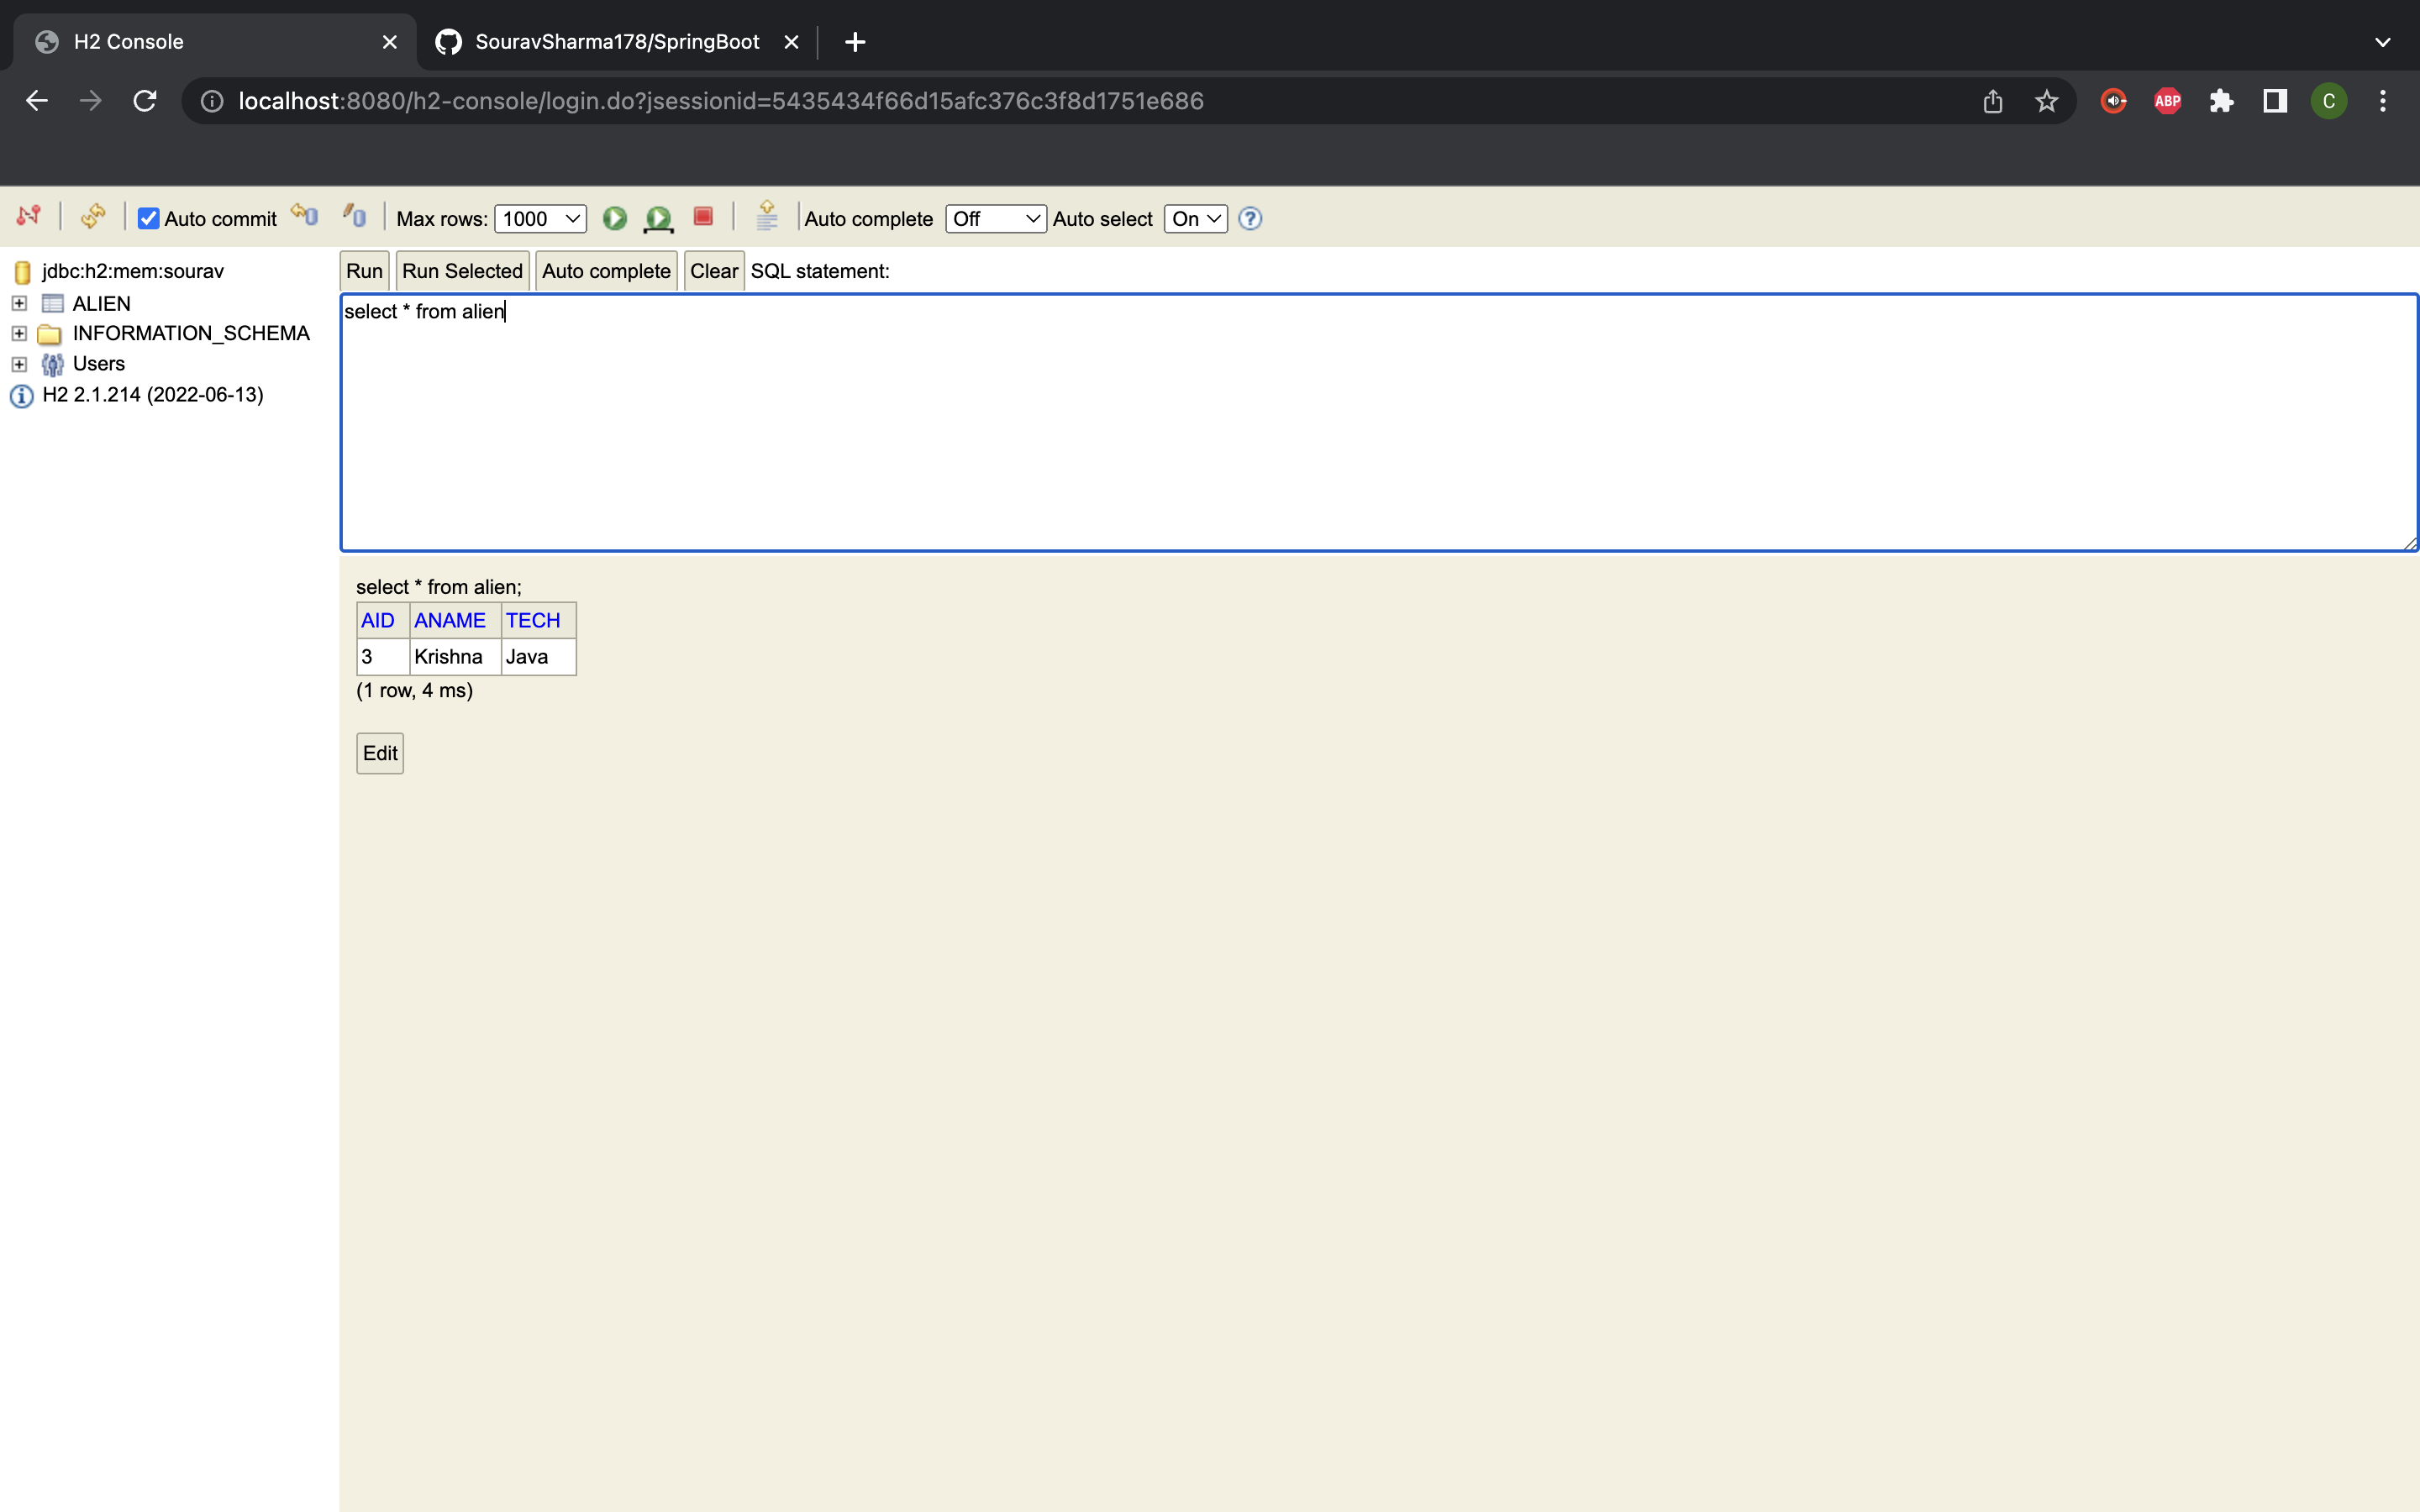 H2 Console
SouravSharma178/SpringBoot
localhost:8080/h2-console/login.do?jsessionid=5435434f66d15afc376c3f8d1751e686
ABP
C
Auto commit
Max rows: 1000
Auto complete Off
Auto select On
?
jdbc:h2:mem:sourav
ALIEN
INFORMATION_SCHEMA
Users
H2 2.1.214 (2022-06-13)
Run Run Selected Auto complete Clear SQL statement:
select * from alien
select * from alien;
AID ANAME TECH
3 Krishna Java
(1 row, 4 ms)
Edit